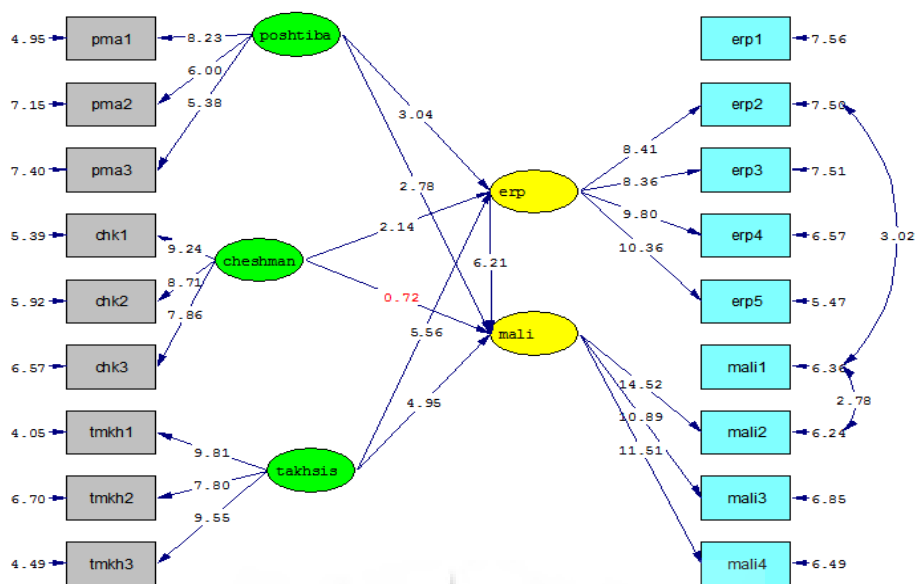 4.95 pma1 8.23 poshtiba erp1 7.56
6.00
7.15 pma2 5.38 3.04 erp2 7.50
8.41
7.40 pma3 2.78 erp 8.36 erp3 7.51
9.80
5.39 chk1 9.24 2.14 erp4 6.57 3.02
cheshman 6.21 10.36
8.71
5.92 chk2 0.72 erp5 5.47
7.86 5.56 mali
6.57 chk3 mali1 6.36
14.52
4.95 10.89 2.78
4.05 tmkh1 11.51 mali2 6.24
9.81
takhsis
7.80
6.70 tmkh2 mali3 6.85
9.55
4.49 tmkh3 mali4 6.49